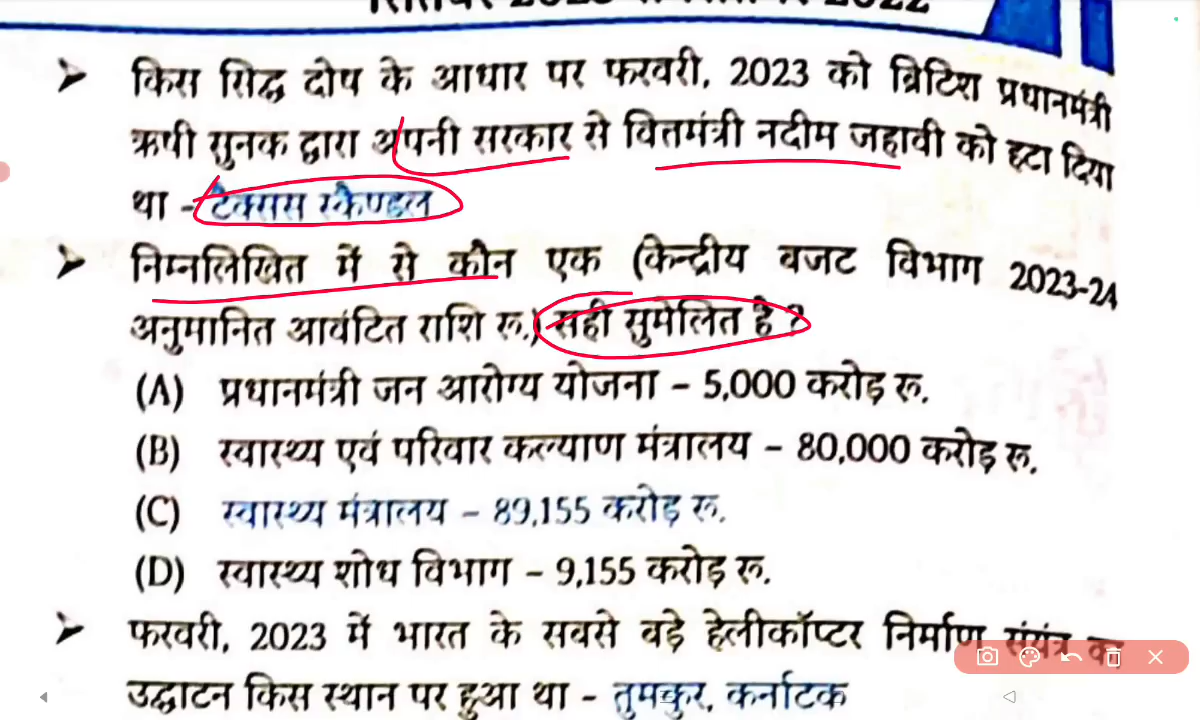 ➤ किस सिद्ध दोष के आधार पर फरवरी, 2023 को ब्रिटिश प्रधानमंत्री
ऋषी सुनक द्वारा अपनी सरकार से वित्तमंत्री नदीम जहावी को हटा दिया
था – टैक्सस स्कैण्डल
➤ निम्नलिखित में से कौन एक (केन्द्रीय बजट विभाग 2023-24
अनुमानित आवंटित राशि रू.) सही सुमेलित है ?
(A) प्रधानमंत्री जन आरोग्य योजना – 5,000 करोड़ रू.
(B) स्वास्थ्य एवं परिवार कल्याण मंत्रालय – 80,000 करोड़ रू.
(C) स्वास्थ्य मंत्रालय – 89,155 करोड़ रू.
(D) स्वास्थ्य शोध विभाग – 9,155 करोड़ रू.
➤ फरवरी, 2023 में भारत के सबसे बड़े हेलीकॉप्टर निर्माण संयंत्र का
उद्घाटन किस स्थान पर हुआ था – तुमकुर, कर्नाटक